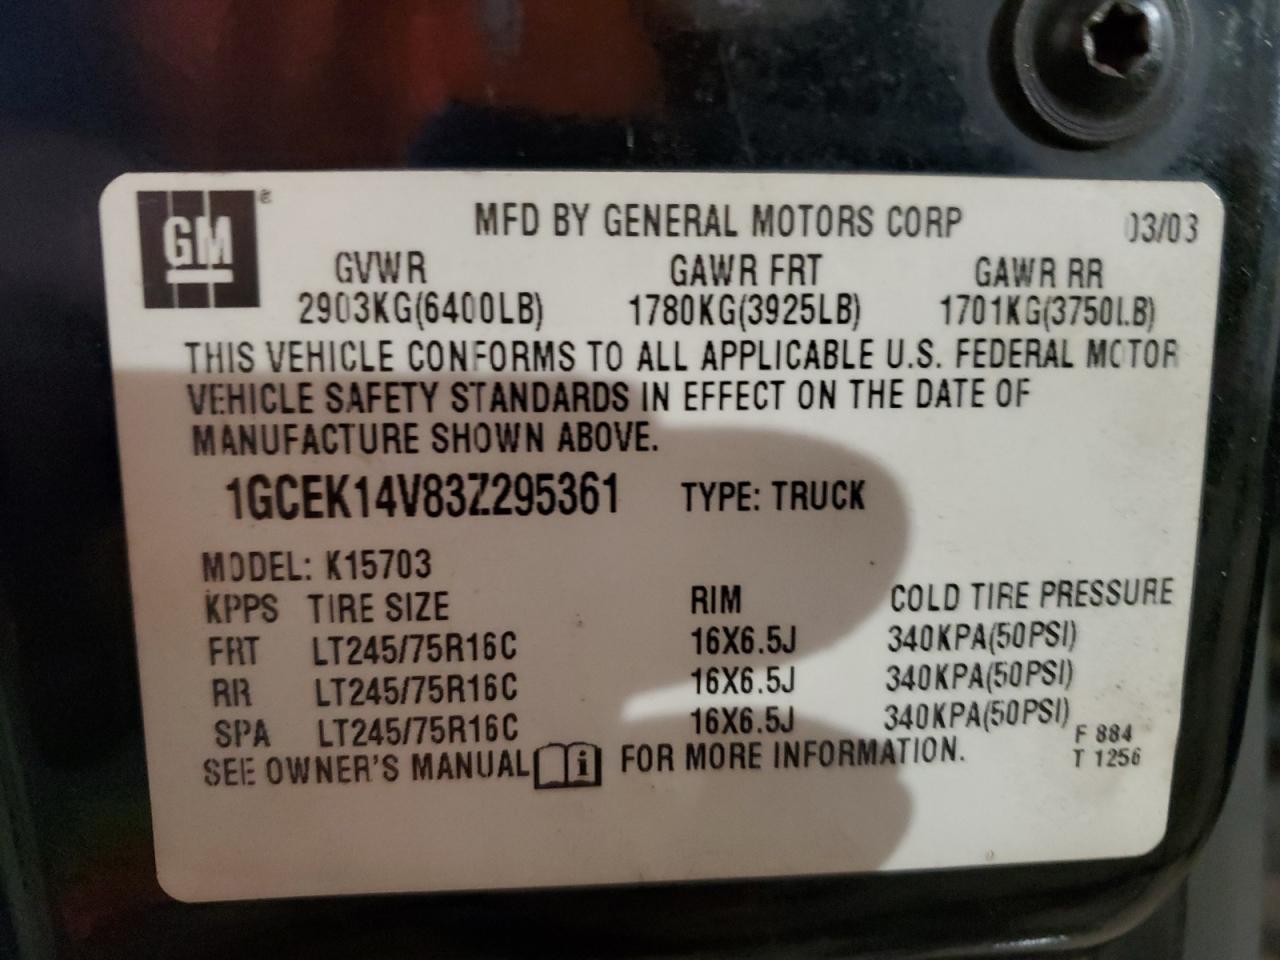 GM ®
MFD BY GENERAL MOTORS CORP 03/03
GVWR GAWR FRT GAWR RR
2903KG(6400LB) 1780KG(3925LB) 1701KG(3750LB)
THIS VEHICLE CONFORMS TO ALL APPLICABLE U.S. FEDERAL MOTOR
VEHICLE SAFETY STANDARDS IN EFFECT ON THE DATE OF
MANUFACTURE SHOWN ABOVE.
1GCEK14V83Z295361 TYPE: TRUCK
MODEL: K15703
KPPS TIRE SIZE RIM COLD TIRE PRESSURE
FRT LT245/75R16C 16X6.5J 340KPA(50PSI)
RR LT245/75R16C 16X6.5J 340KPA(50PSI)
SPA LT245/75R16C 16X6.5J 340KPA(50PSI)
SEE OWNER'S MANUAL i FOR MORE INFORMATION.
F 884
T 1256